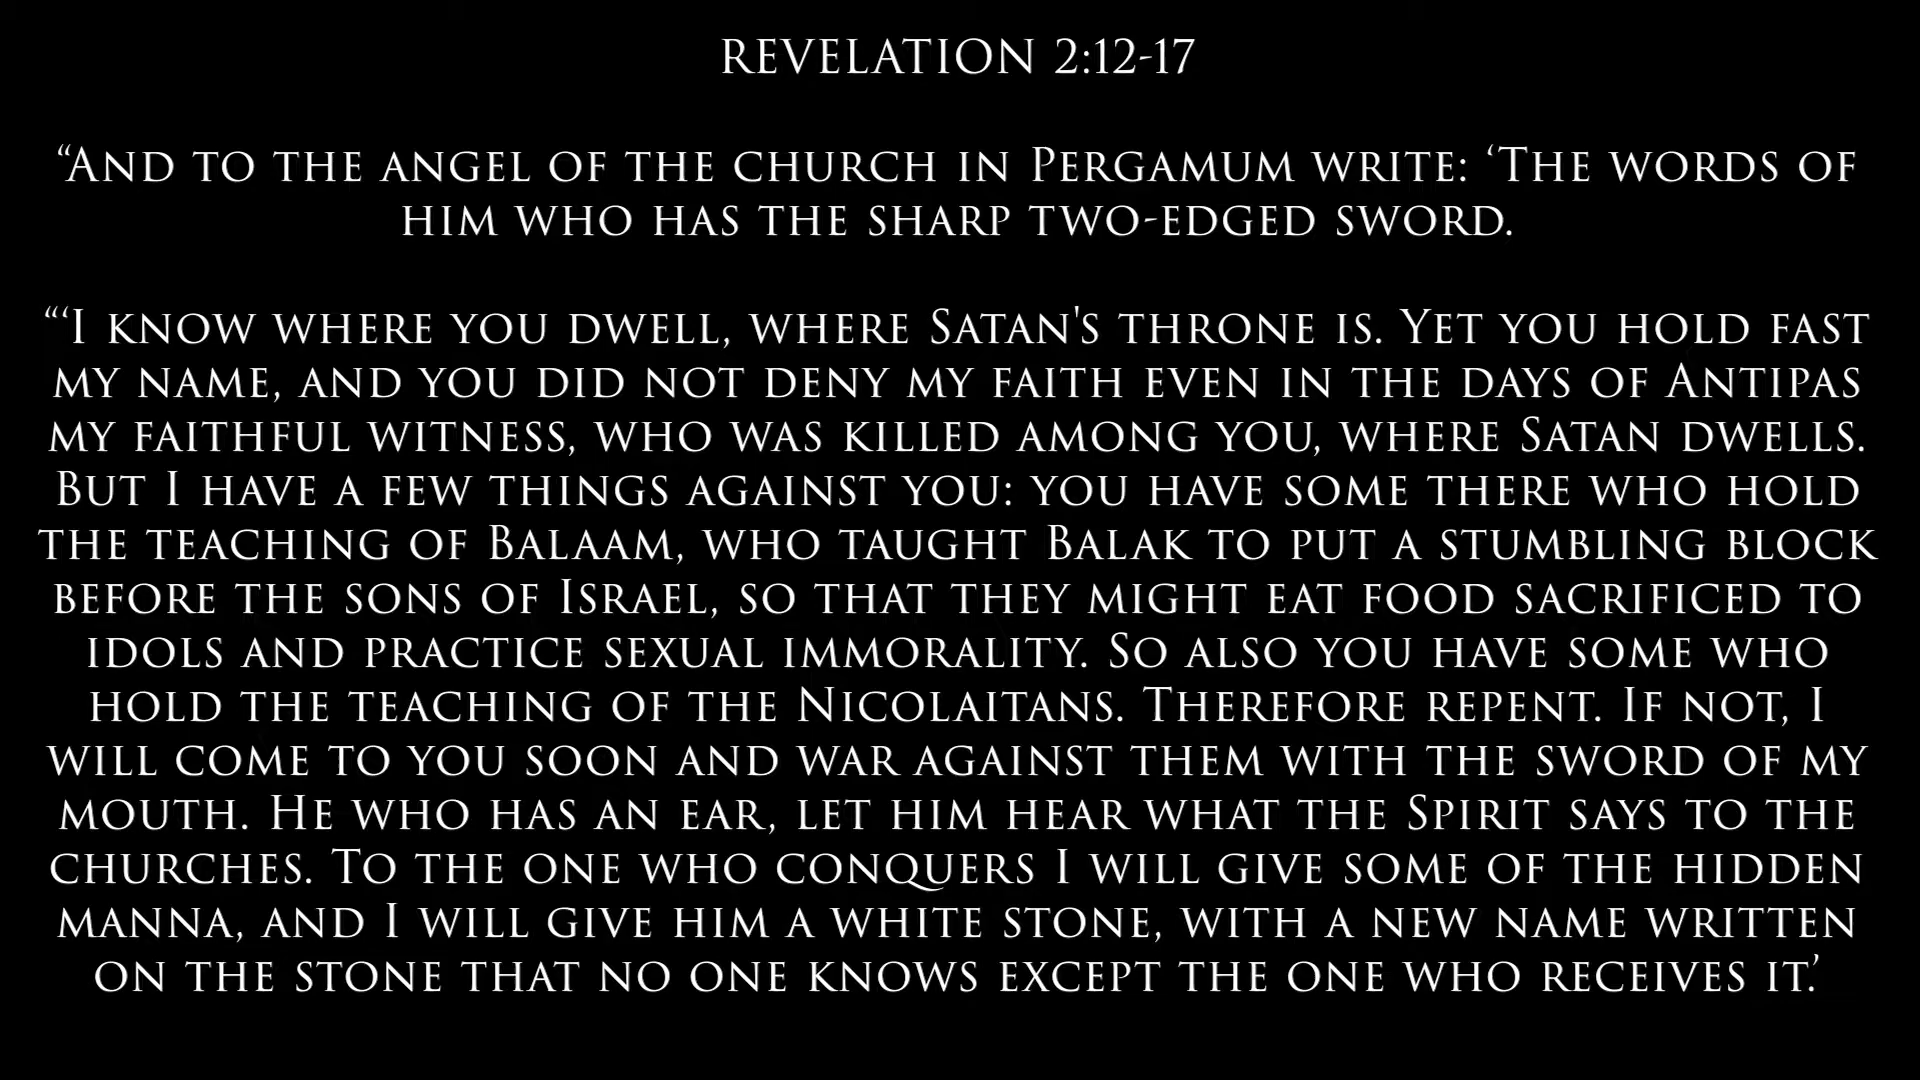 REVELATION 2:12-17
“And to the angel of the church in Pergamum write: ‘The words of
him who has the sharp two-edged sword.
“‘I know where you dwell, where Satan's throne is. Yet you hold fast
my name, and you did not deny my faith even in the days of Antipas
my faithful witness, who was killed among you, where Satan dwells.
But I have a few things against you: you have some there who hold
the teaching of Balaam, who taught Balak to put a stumbling block
before the sons of Israel, so that they might eat food sacrificed to
idols and practice sexual immorality. So also you have some who
hold the teaching of the Nicolaitans. Therefore repent. If not, I
will come to you soon and war against them with the sword of my
mouth. He who has an ear, let him hear what the Spirit says to the
churches. To the one who conquers I will give some of the hidden
manna, and I will give him a white stone, with a new name written
on the stone that no one knows except the one who receives it.’